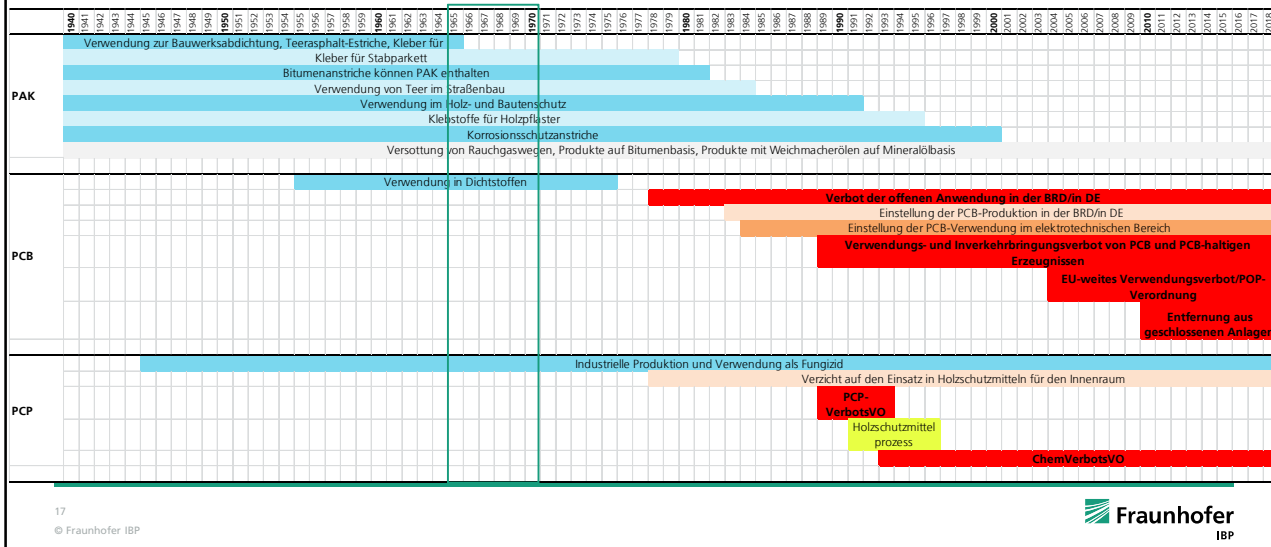 1940 1941 1942 1943 1944 1945 1946 1947 1948 1949 1950 1951 1952 1953 1954 1955 1956 1957 1958 1959 1960 1961 1962 1963 1964 1965 1966 1967 1968 1969 1970 1971 1972 1973 1974 1975 1976 1977 1978 1979 1980 1981 1982 1983 1984 1985 1986 1987 1988 1989 1990 1991 1992 1993 1994 1995 1996 1997 1998 1999 2000 2001 2002 2003 2004 2005 2006 2007 2008 2009 2010 2011 2012 2013 2014 2015 2016 2017 2018
PAK
Verwendung zur Bauwerksabdichtung, Teerasphalt-Estriche, Kleber für
Kleber für Stabparkett
Bitumenanstriche können PAK enthalten
Verwendung von Teer im Straßenbau
Verwendung im Holz- und Bautenschutz
Klebstoffe für Holzpflaster
Korrosionsschutzanstriche
Versottung von Rauchgaswegen, Produkte auf Bitumenbasis, Produkte mit Weichmacherölen auf Mineralölbasis
PCB
Verwendung in Dichtstoffen
Verbot der offenen Anwendung in der BRD/in DE
Einstellung der PCB-Produktion in der BRD/in DE
Einstellung der PCB-Verwendung im elektrotechnischen Bereich
Verwendungs- und Inverkehrbringungsverbot von PCB und PCB-haltigen
Erzeugnissen
EU-weites Verwendungsverbot/POP-
Verordnung
Entfernung aus
geschlossenen Anlagen
PCP
Industrielle Produktion und Verwendung als Fungizid
Verzicht auf den Einsatz in Holzschutzmitteln für den Innenraum
PCP-
VerbotsVO
Holzschutzmittel
prozess
ChemVerbotsVO
17
© Fraunhofer IBP
Fraunhofer
IBP